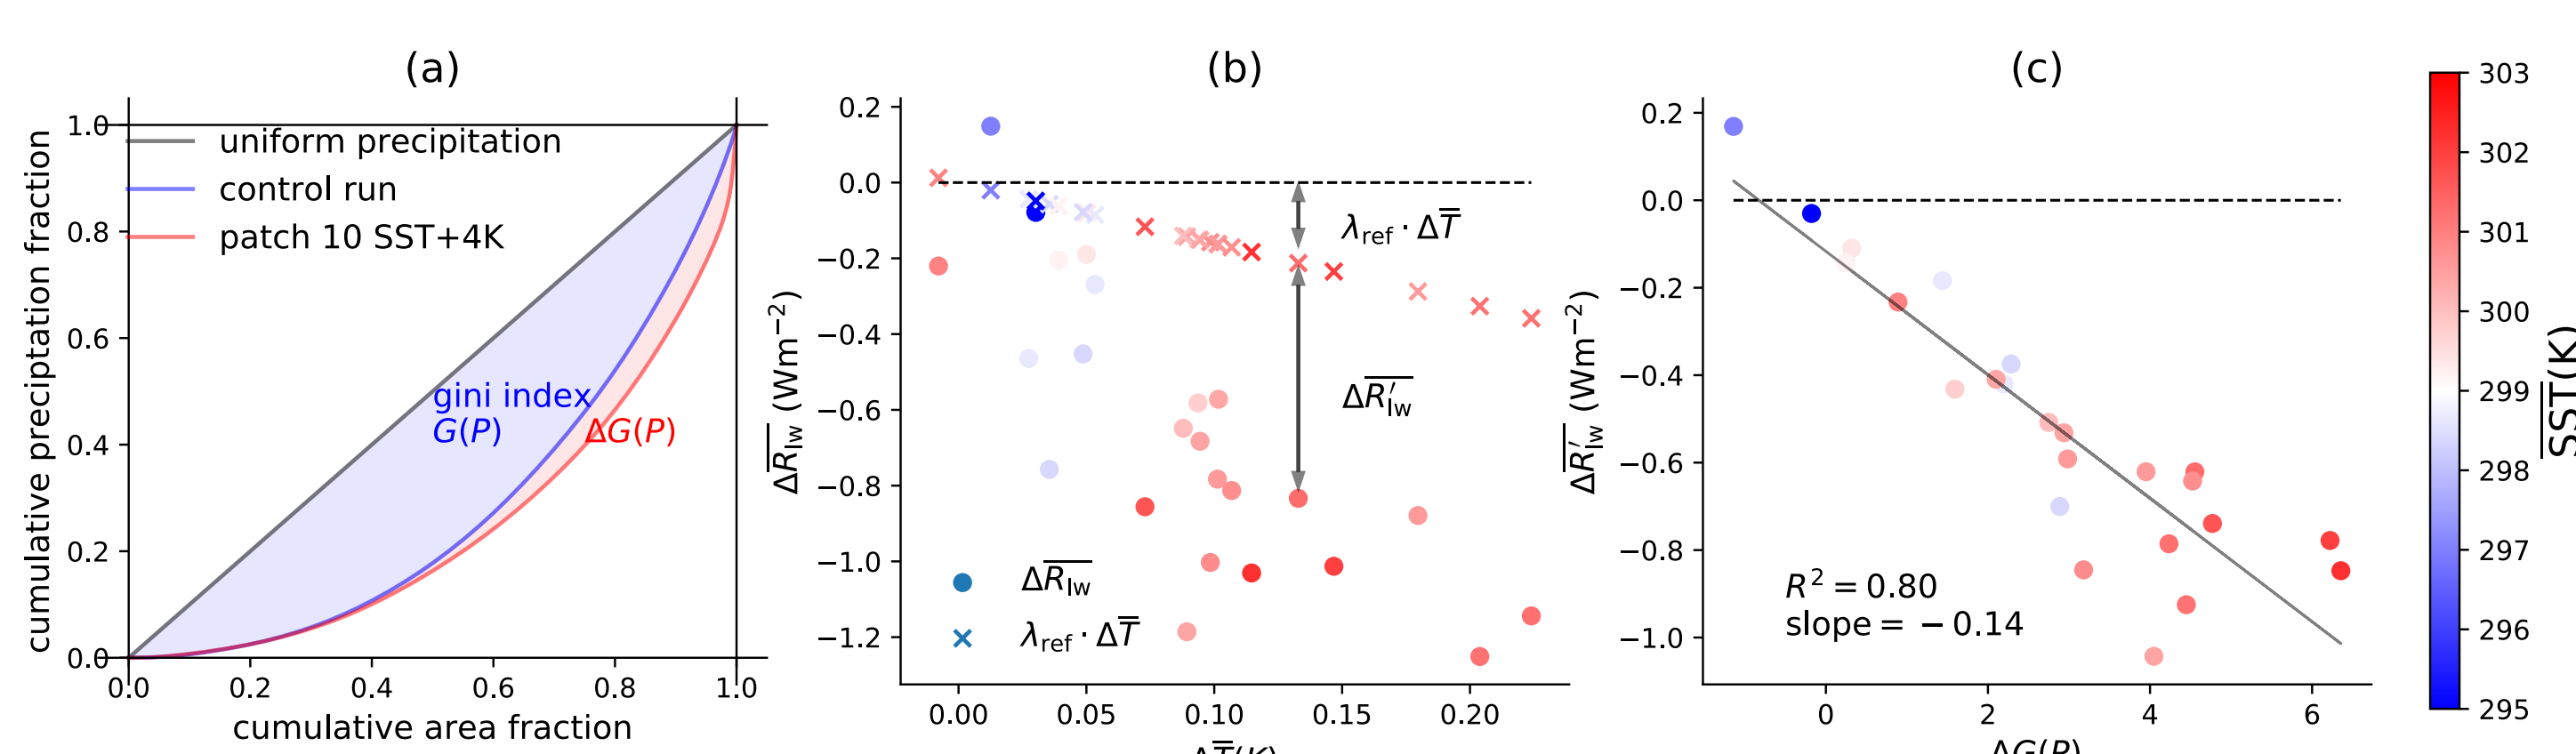 (a)
cumulative preciptation fraction
1.0
0.8
0.6
0.4
0.2
0.0
uniform precipitation
control run
patch 10 SST+4K
gini index
G(P)
ΔG(P)
0.0 0.2 0.4 0.6 0.8 1.0
cumulative area fraction
(b)
ΔR̅lw (Wm−2)
0.2
0.0
−0.2
−0.4
−0.6
−0.8
−1.0
−1.2
λref · ΔT̿
ΔR̅′lw
ΔR̅lw
λref · ΔT̿
0.00 0.05 0.10 0.15 0.20
ΔT̿(K)
(c)
ΔR̅′lw (Wm−2)
0.2
0.0
−0.2
−0.4
−0.6
−0.8
−1.0
R2 = 0.80
slope = − 0.14
0 2 4 6
ΔG(P)
303
302
301
300
299
298
297
296
295
S̅S̅T̅(K)